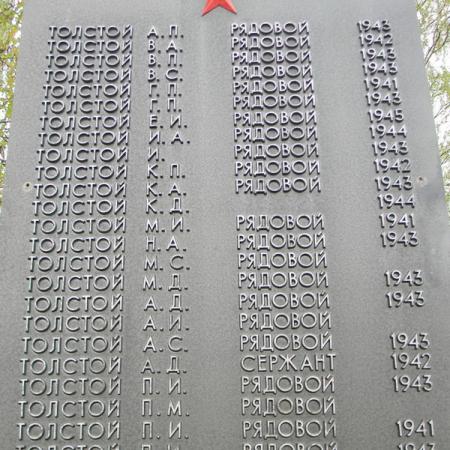 ТОЛСТОЙ А.П. РЯДОВОЙ 1943
ТОЛСТОЙ В.А. РЯДОВОЙ 1942
ТОЛСТОЙ В.П. РЯДОВОЙ 1943
ТОЛСТОЙ В.С. РЯДОВОЙ 1943
ТОЛСТОЙ Г.П. РЯДОВОЙ 1941
ТОЛСТОЙ Г.П. РЯДОВОЙ 1943
ТОЛСТОЙ Е.И. РЯДОВОЙ 1945
ТОЛСТОЙ И.А. РЯДОВОЙ 1944
ТОЛСТОЙ И. РЯДОВОЙ 1943
ТОЛСТОЙ К.П. РЯДОВОЙ 1942
ТОЛСТОЙ К.А. РЯДОВОЙ 1943
ТОЛСТОЙ К.Д. 1944
ТОЛСТОЙ М.И. РЯДОВОЙ 1941
ТОЛСТОЙ Н.А. РЯДОВОЙ 1943
ТОЛСТОЙ М.С. РЯДОВОЙ
ТОЛСТОЙ М.Д. РЯДОВОЙ 1943
ТОЛСТОЙ А.Д. РЯДОВОЙ 1943
ТОЛСТОЙ А.И. РЯДОВОЙ
ТОЛСТОЙ А.С. РЯДОВОЙ 1943
ТОЛСТОЙ А.Д. СЕРЖАНТ 1942
ТОЛСТОЙ П.И. РЯДОВОЙ 1943
ТОЛСТОЙ П.М. РЯДОВОЙ
ТОЛСТОЙ П.И. РЯДОВОЙ 1941
ТОЛСТОЙ РЯДОВОЙ 1943